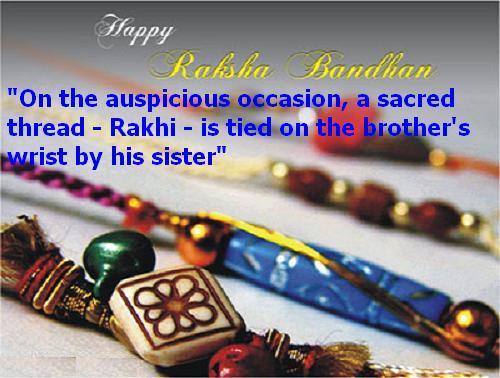 Happy
Raksha Bandhan
"On the auspicious occasion, a sacred
thread - Rakhi - is tied on the brother's
wrist by his sister"